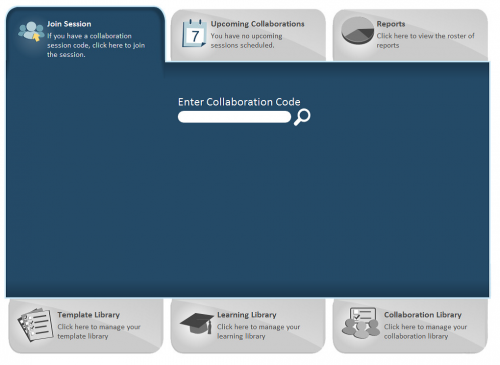 Join Session
If you have a collaboration
session code, click here to join
the session.
Upcoming Collaborations
You have no upcoming
sessions scheduled.
7
Reports
Click here to view the roster of
reports
Enter Collaboration Code
Template Library
Click here to manage your
template library
Learning Library
Click here to manage your
learning library
Collaboration Library
Click here to manage your
collaboration library